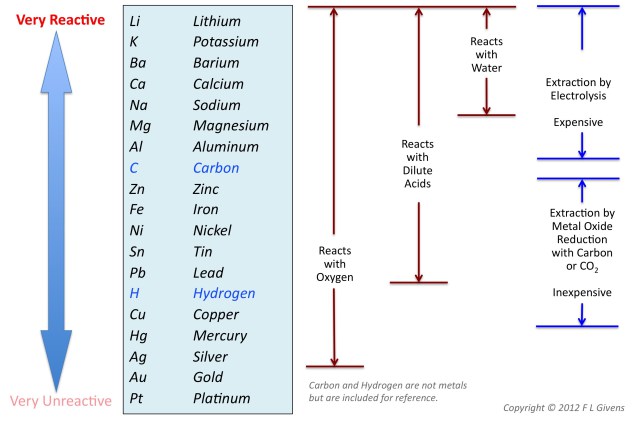 Very Reactive
Li Lithium
K Potassium
Ba Barium
Ca Calcium
Na Sodium
Mg Magnesium
Al Aluminum
C Carbon
Zn Zinc
Fe Iron
Ni Nickel
Sn Tin
Pb Lead
H Hydrogen
Cu Copper
Hg Mercury
Ag Silver
Au Gold
Pt Platinum
Very Unreactive
Reacts
with
Oxygen
Reacts
with
Dilute
Acids
Reacts
with
Water
Extraction by
Electrolysis
Expensive
Extraction by
Metal Oxide
Reduction
with Carbon
or CO₂
Inexpensive
Carbon and Hydrogen are not metals
but are included for reference.
Copyright © 2012 F L Givens